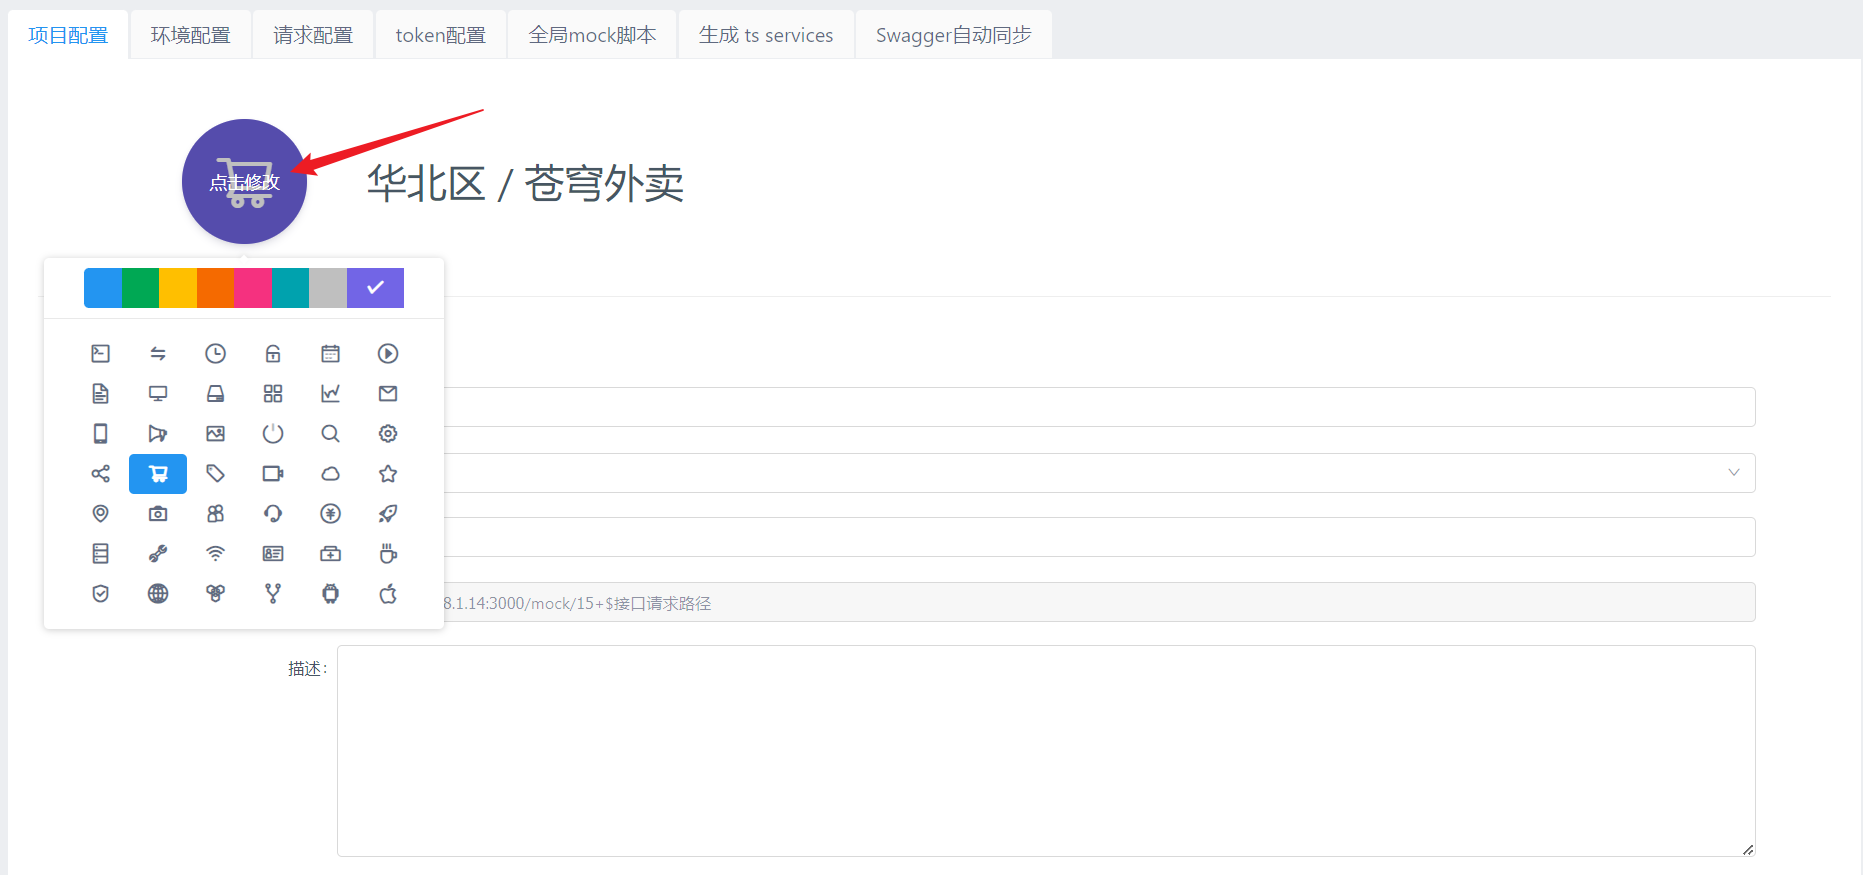 项目配置 环境配置 请求配置 token配置 全局mock脚本 生成 ts services Swagger自动同步
点击修改
华北区 / 苍穹外卖
8.1.14:3000/mock/15+$接口请求路径
描述: